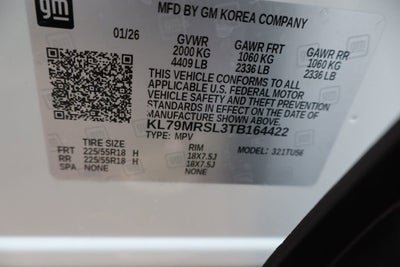 gm
MFD BY GM KOREA COMPANY
01/26
GVWR GAWR FRT GAWR RR
2000 KG 1060 KG 1060 KG
4409 LB 2336 LB 2336 LB
THIS VEHICLE CONFORMS TO ALL APPLICABLE
U.S. FEDERAL MOTOR
VEHICLE SAFETY AND THEFT PREVENTION
STANDARDS IN EFFECT ON THE DATE OF
MANUFACTURE SHOWN ABOVE.
KL79MRSL3TB164422
TYPE: MPV
TIRE SIZE RIM MODEL: 321TU56
FRT 225/55R18 H 18X7.5J
RR 225/55R18 H 18X7.5J
SPA. NONE NONE